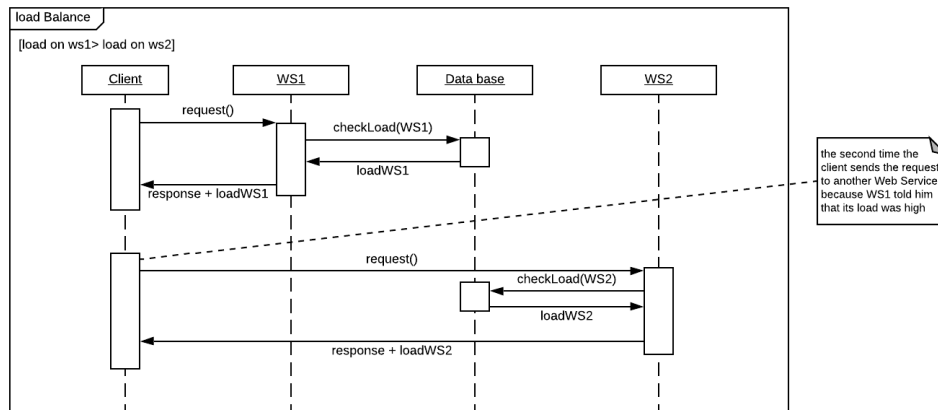 load Balance
[load on ws1> load on ws2]
Client
WS1
Data base
WS2
request()
checkLoad(WS1)
loadWS1
response + loadWS1
the second time the
client sends the request
to another Web Service
because WS1 told him
that its load was high
request()
checkLoad(WS2)
loadWS2
response + loadWS2